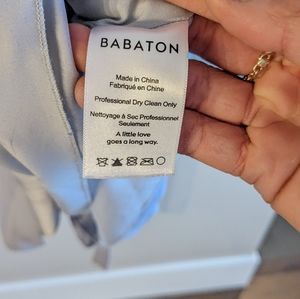 BABATON
Made in China
Fabriqué en Chine
Professional Dry Clean Only
Nettoyage à Sec Professionnel
Seulement
A little love
goes a long way.